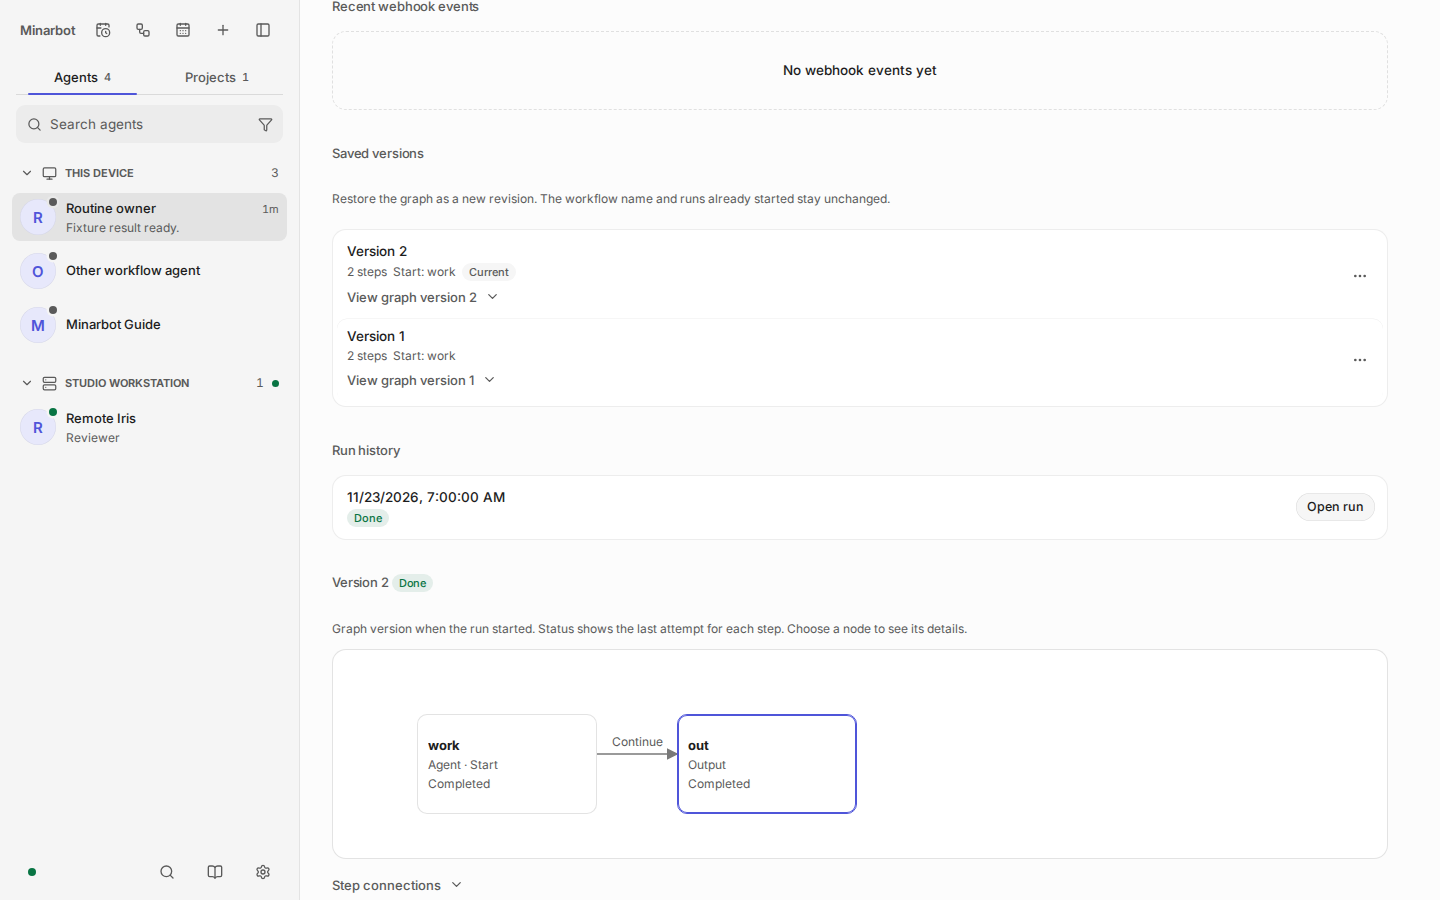 Minarbot
Agents 4
Projects 1
Search agents
THIS DEVICE 3
R
Routine owner 1m
Fixture result ready.
O
Other workflow agent
M
Minarbot Guide
STUDIO WORKSTATION 1
R
Remote Iris
Reviewer
Recent webhook events
No webhook events yet
Saved versions
Restore the graph as a new revision. The workflow name and runs already started stay unchanged.
Version 2
2 steps Start: work Current
View graph version 2
Version 1
2 steps Start: work
View graph version 1
Run history
11/23/2026, 7:00:00 AM
Done
Open run
Version 2 Done
Graph version when the run started. Status shows the last attempt for each step. Choose a node to see its details.
work
Agent · Start
Completed
Continue
out
Output
Completed
Step connections